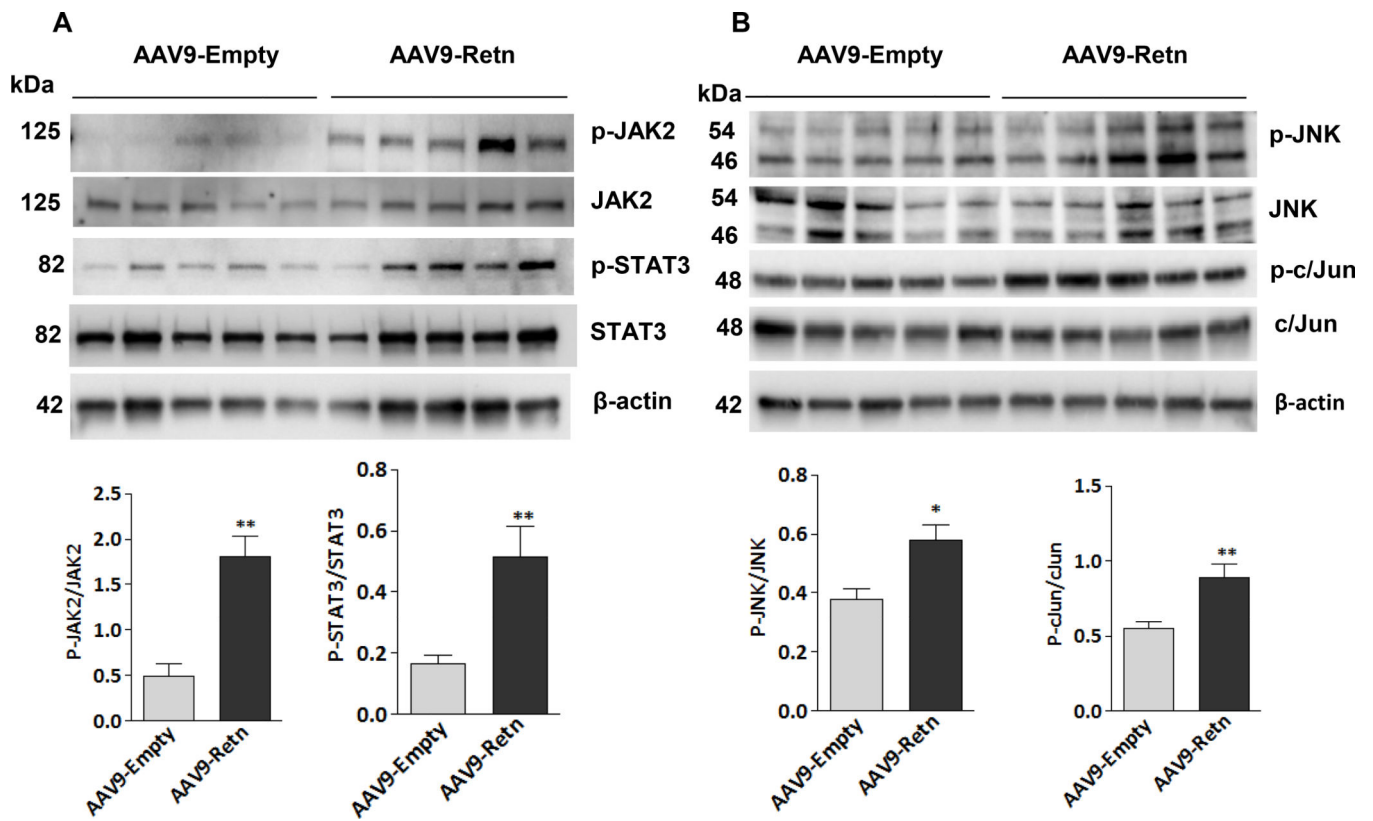 A
B
AAV9-Empty
AAV9-Retn
AAV9-Empty
AAV9-Retn
kDa
kDa
125
p-JAK2
125
JAK2
82
p-STAT3
82
STAT3
42
β-actin
54
46
p-JNK
54
46
JNK
48
p-c/Jun
48
c/Jun
42
β-actin
P-JAK2/JAK2
2.5
2.0
1.5
1.0
0.5
0.0
**
AAV9-Empty
AAV9-Retn
P-STAT3/STAT3
0.8
0.6
0.4
0.2
0.0
**
AAV9-Empty
AAV9-Retn
P-JNK/JNK
0.8
0.6
0.4
0.2
0.0
*
AAV9-Empty
AAV9-Retn
P-cJun/cJun
1.5
1.0
0.5
0.0
**
AAV9-Empty
AAV9-Retn